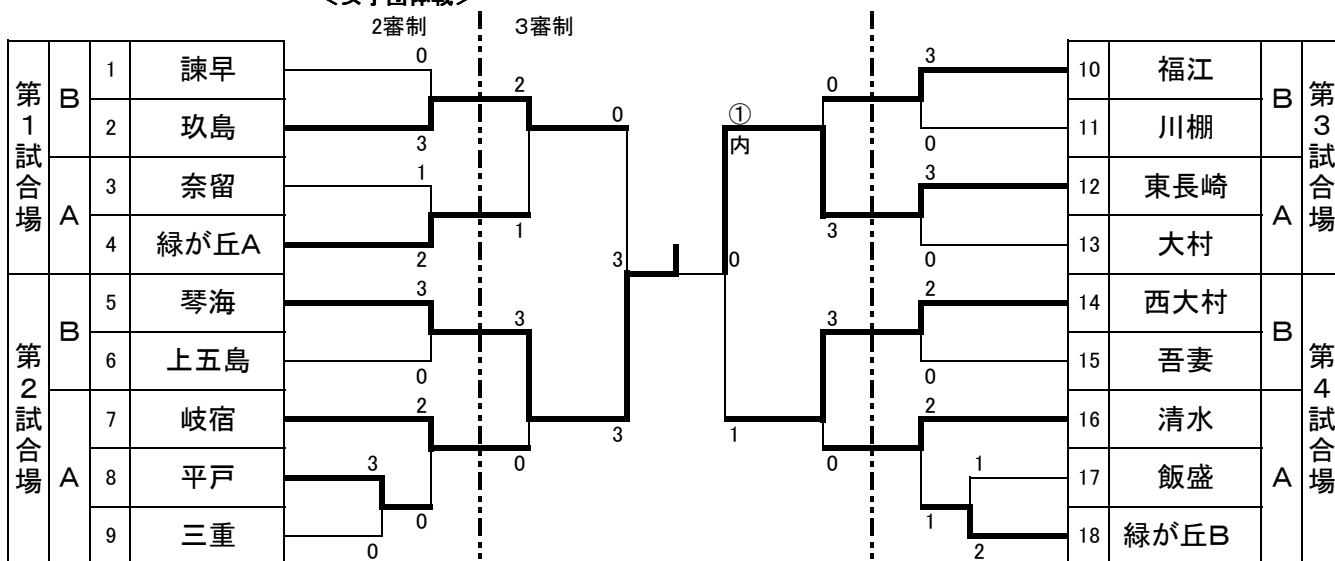 <女子団体戦>
2審制 3審制
第1試合場
B
1 諫早 0
2 玖島 3
A
3 奈留 1
4 緑が丘A 2
第2試合場
B
5 琴海 3
6 上五島 0
A
7 岐宿 2
8 平戸 3
9 三重 0
0
2
1
3
0
0
3
3
①
内
0
1
0
3
3
0
第3試合場
B
3 10 福江
0 11 川棚
A
3 12 東長崎
0 13 大村
第4試合場
B
2 14 西大村
0 15 吾妻
A
2 16 清水
1 17 飯盛
2 18 緑が丘B
1